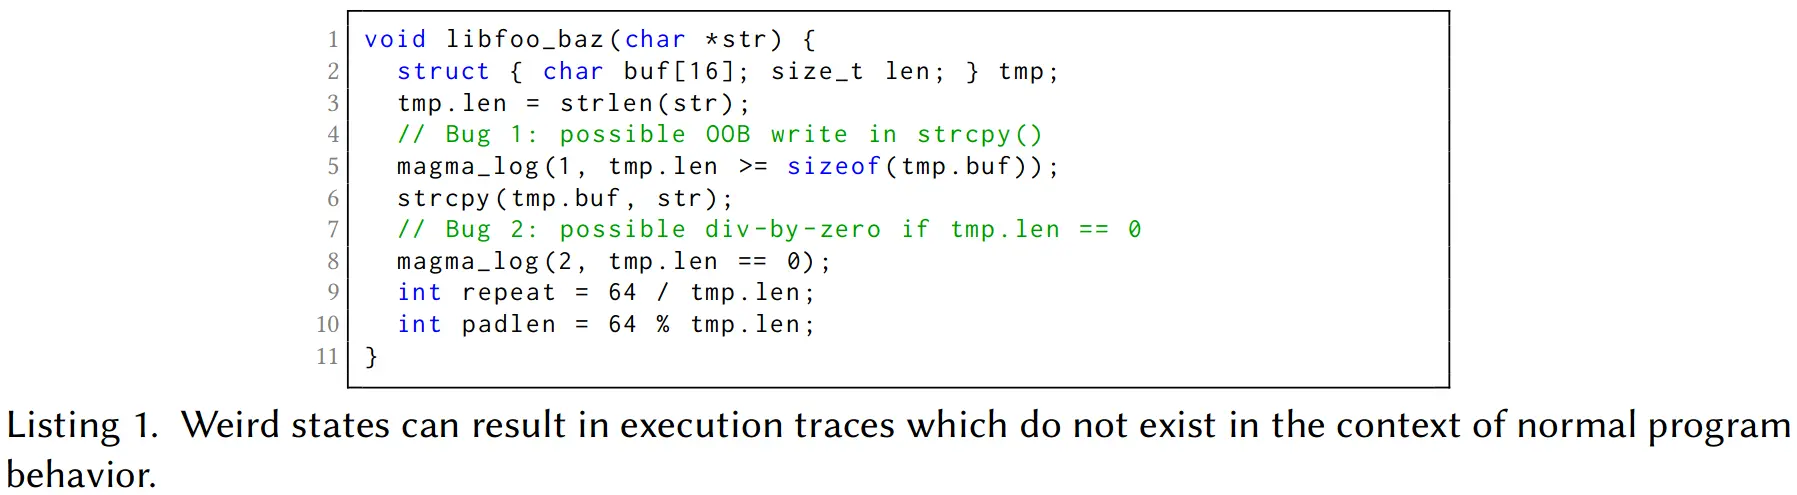 1 void libfoo_baz(char *str) {
2 struct { char buf[16]; size_t len; } tmp;
3 tmp.len = strlen(str);
4 // Bug 1: possible OOB write in strcpy()
5 magma_log(1, tmp.len >= sizeof(tmp.buf));
6 strcpy(tmp.buf, str);
7 // Bug 2: possible div-by-zero if tmp.len == 0
8 magma_log(2, tmp.len == 0);
9 int repeat = 64 / tmp.len;
10 int padlen = 64 % tmp.len;
11 }
Listing 1. Weird states can result in execution traces which do not exist in the context of normal program
behavior.